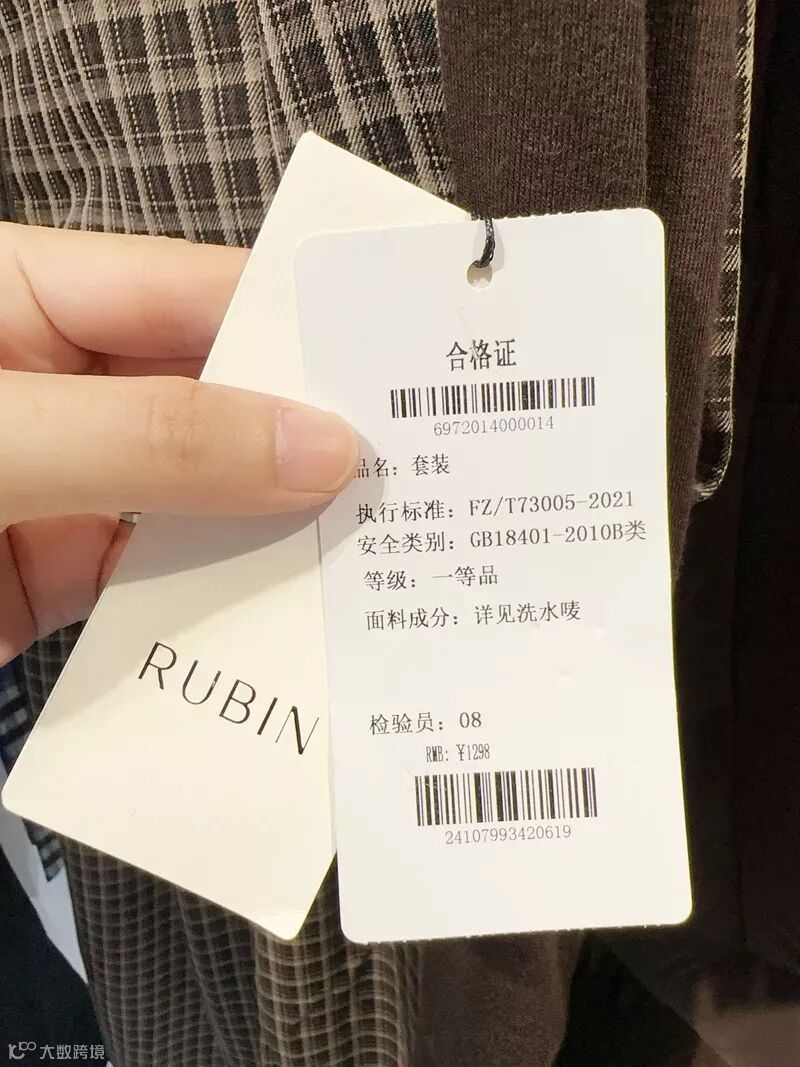 合格证
6972014000014
品名：套装
执行标准：FZ/T73005-2021
安全类别：GB18401-2010B类
等级：一等品
面料成分：详见洗水唛
检验员：08
RMB: ¥1298
24107993420619
RUBIN
大数跨境